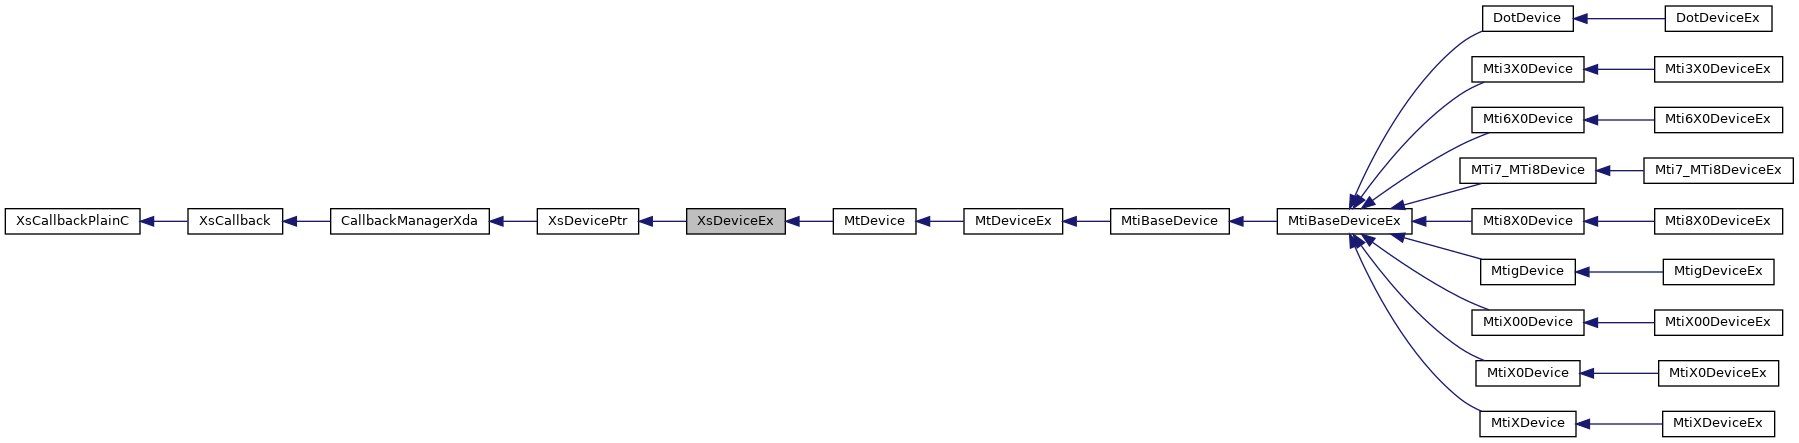 DotDevice
DotDeviceEx
Mti3X0Device
Mti3X0DeviceEx
Mti6X0Device
Mti6X0DeviceEx
MTi7_MTi8Device
Mti7_MTi8DeviceEx
XsCallbackPlainC
XsCallback
CallbackManagerXda
XsDevicePtr
XsDeviceEx
MtDevice
MtDeviceEx
MtiBaseDevice
MtiBaseDeviceEx
Mti8X0Device
Mti8X0DeviceEx
MtigDevice
MtigDeviceEx
MtiX00Device
MtiX00DeviceEx
MtiX0Device
MtiX0DeviceEx
MtiXDevice
MtiXDeviceEx